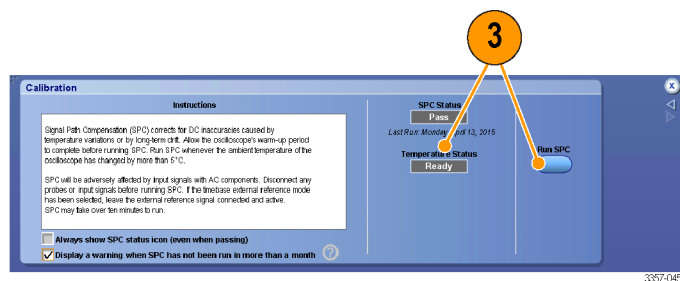 3
Calibration
x
Instructions
Signal Path Compensation (SPC) corrects for DC inaccuracies caused by
temperature variations or by long-term drift. Allow the oscilloscope's warm-up period
to complete before running SPC. Run SPC whenever the ambient temperature of the
oscilloscope has changed by more than 5°C.
SPC will be adversely affected by input signals with AC components. Disconnect any
probes or input signals before running SPC. If the timebase external reference mode
has been selected, leave the external reference signal connected and active.
SPC may take over ten minutes to run.
Always show SPC status icon (even when passing)
Display a warning when SPC has not been run in more than a month
?
SPC Status
Pass
Last Run: Monday April 13, 2015
Temperature Status
Ready
Run SPC
3357-045